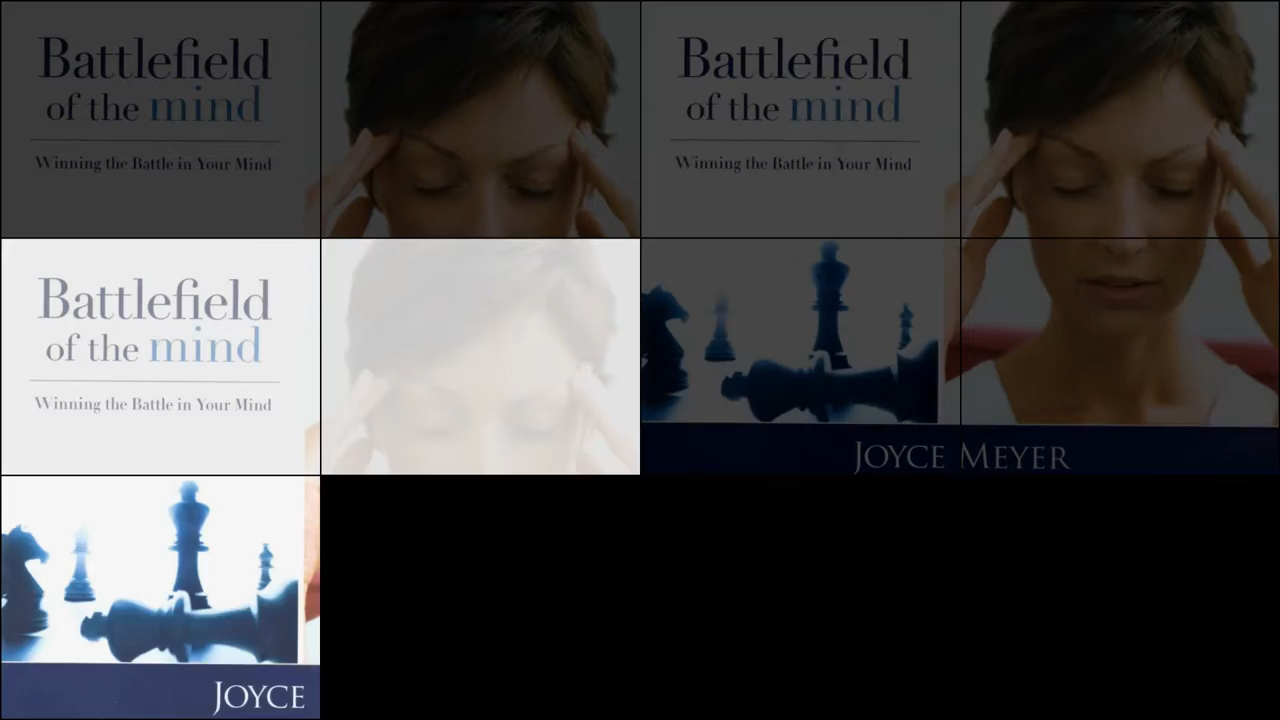 Battlefield
of the mind
Winning the Battle in Your Mind
Battlefield
of the mind
Winning the Battle in Your Mind
Battlefield
of the mind
Winning the Battle in Your Mind
JOYCE MEYER
JOYCE